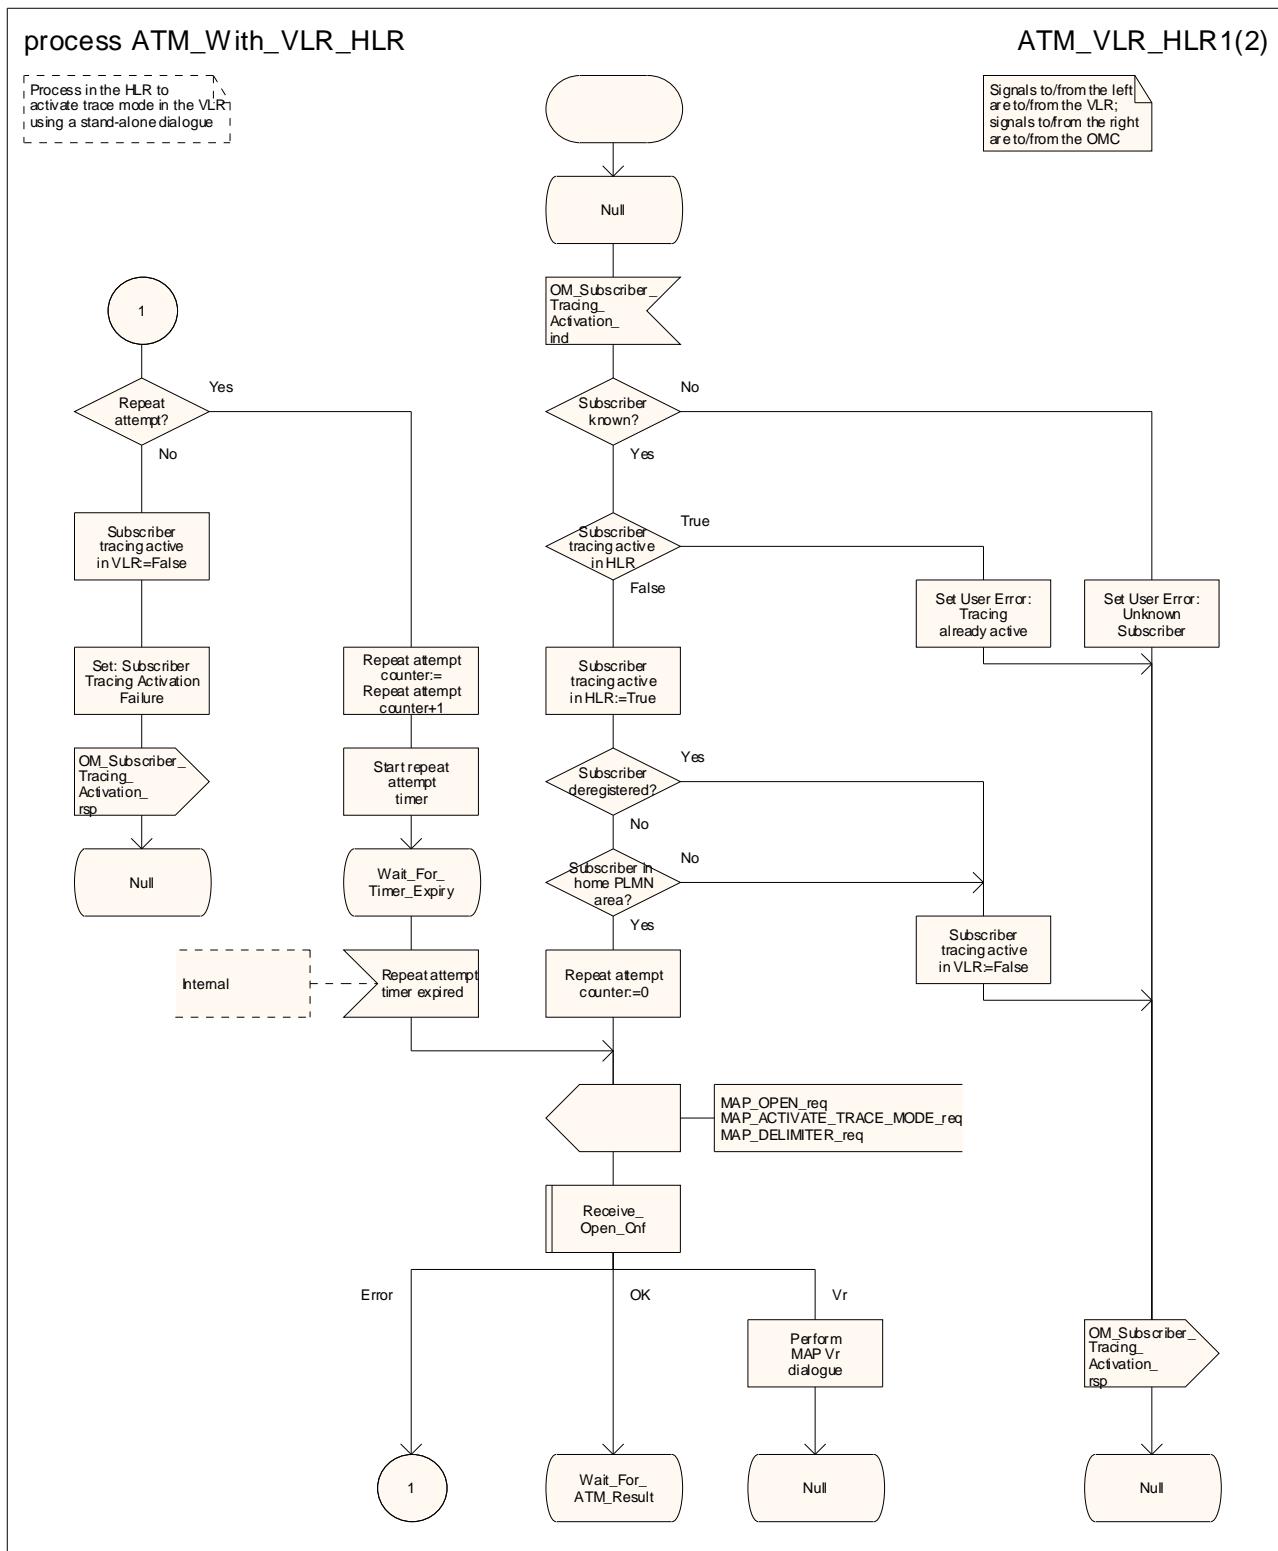 process ATM_With_VLR_HLR
ATM_VLR_HLR1(2)
Process in the HLR to
activate trace mode in the VLR
using a stand-alone dialogue
Signals to/from the left
are to/from the VLR;
signals to/from the right
are to/from the OMC
Null
OM_Subscriber_
Tracing_
Activation_
ind
1
Repeat
attempt?
Yes
No
Subscriber
known?
No
Yes
Subscriber
tracing active
in VLR:=False
Subscriber
tracing active
in HLR
True
False
Set User Error:
Tracing
already active
Set User Error:
Unknown
Subscriber
Set: Subscriber
Tracing Activation
Failure
Repeat attempt
counter:=
Repeat attempt
counter+1
Subscriber
tracing active
in HLR:=True
OM_Subscriber_
Tracing_
Activation_
rsp
Start repeat
attempt
timer
Subscriber
deregistered?
Yes
No
Null
Wait_For_
Timer_Expiry
Subscriber in
home PLMN
area?
No
Yes
Subscriber
tracing active
in VLR:=False
Internal
Repeat attempt
timer expired
Repeat attempt
counter:=0
MAP_OPEN_req
MAP_ACTIVATE_TRACE_MODE_req
MAP_DELIMITER_req
Receive_
Open_Cnf
Error
OK
Vr
Perform
MAP Vr
dialogue
OM_Subscriber_
Tracing_
Activation_
rsp
1
Wait_For_
ATM_Result
Null
Null